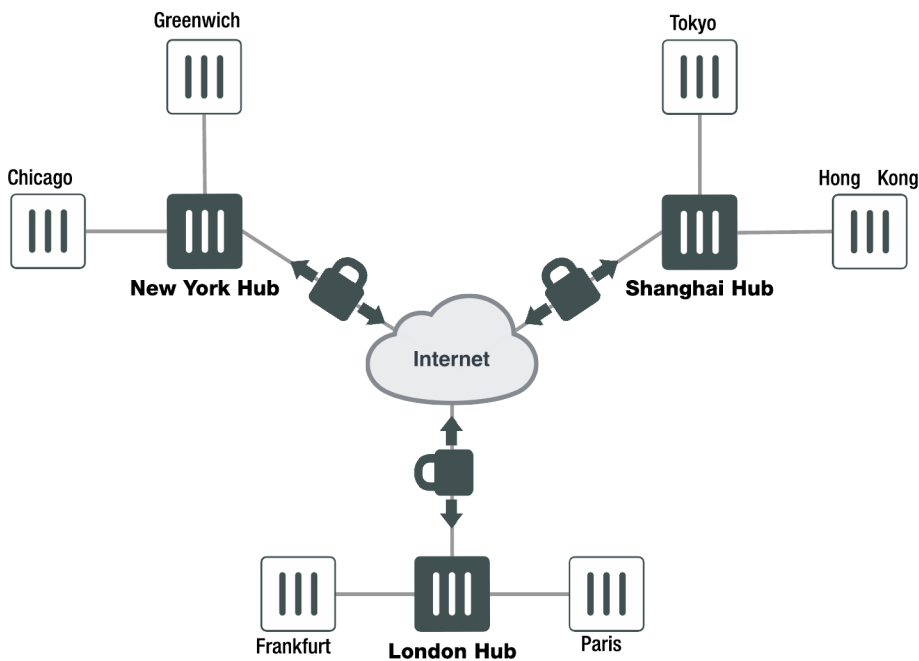 Greenwich
Tokyo
Chicago
Hong Kong
New York Hub
Shanghai Hub
Internet
Frankfurt
London Hub
Paris